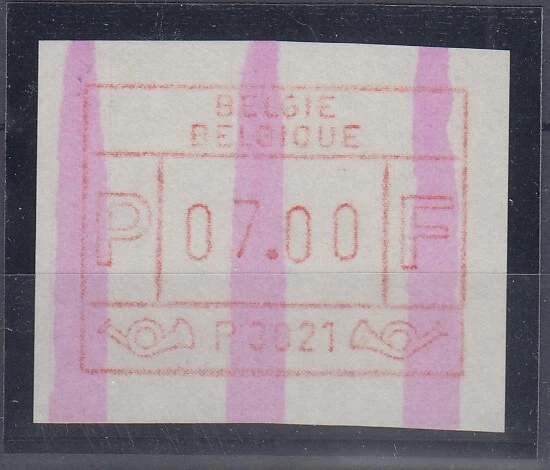 BELGIE
BELGIQUE
P 07.00 F
P3021